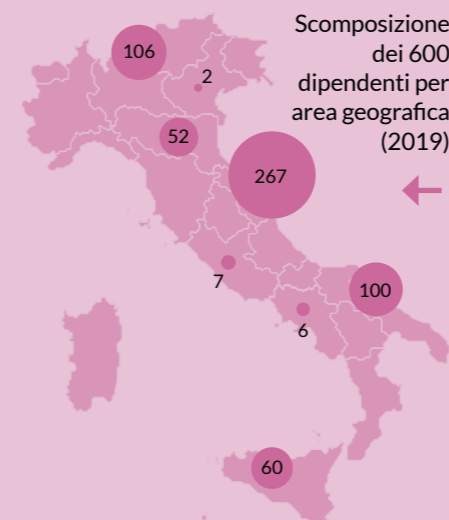 Scomposizione
dei 600
dipendenti per
area geografica
(2019)
106
2
52
267
7
100
6
60